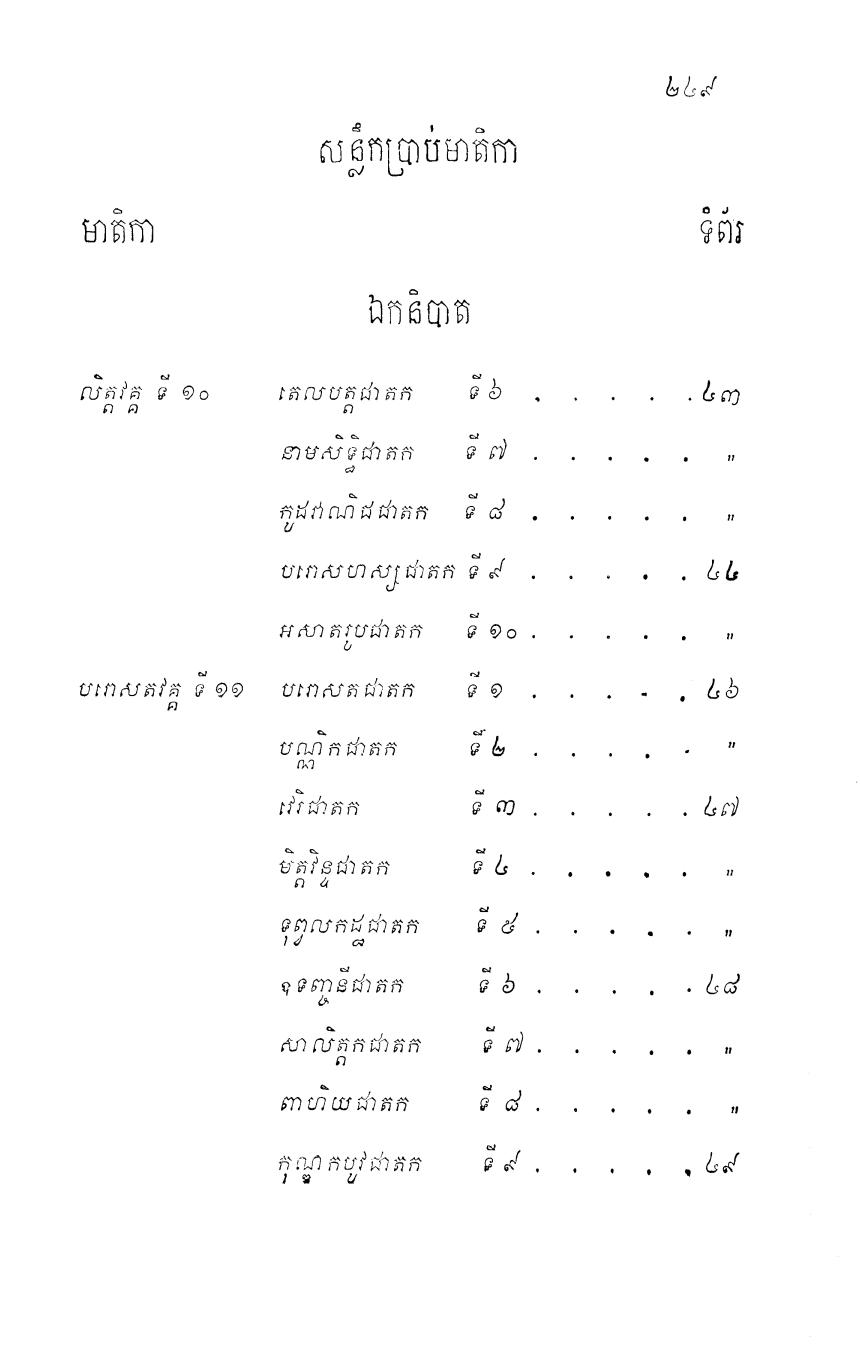 ២៤៩
សន្លឹកប្រាប់មាតិកា
មាតិកា ទំព័រ
ឯកនិបាត
លិត្តវគ្គ ទី ១០ តេលបត្តជាតក ទី ៦ . . . . . ៤៣
នាមសិទ្ធិជាតក ទី ៧ . . . . . "
កូដវាណិជជាតក ទី ៨ . . . . . "
បរោសហស្សជាតក ទី ៩ . . . . . ៤៤
អសាតរូបជាតក ទី ១០ . . . . . "
បរោសតវគ្គ ទី ១១ បរោសតជាតក ទី ១ . . . . . ៤៦
បណ្ណិកជាតក ទី ២ . . . . . "
វេរិជាតក ទី ៣ . . . . . ៤៧
មិត្តវិន្ទជាតក ទី ៤ . . . . . "
ទុព្វលកដ្ឋជាតក ទី ៥ . . . . . "
ឧទញ្ចនីជាតក ទី ៦ . . . . . ៤៨
សាលិត្តកជាតក ទី ៧ . . . . . "
ពាហិយជាតក ទី ៨ . . . . . "
កុណ្ឌកបូវជាតក ទី ៩ . . . . . ៤៩